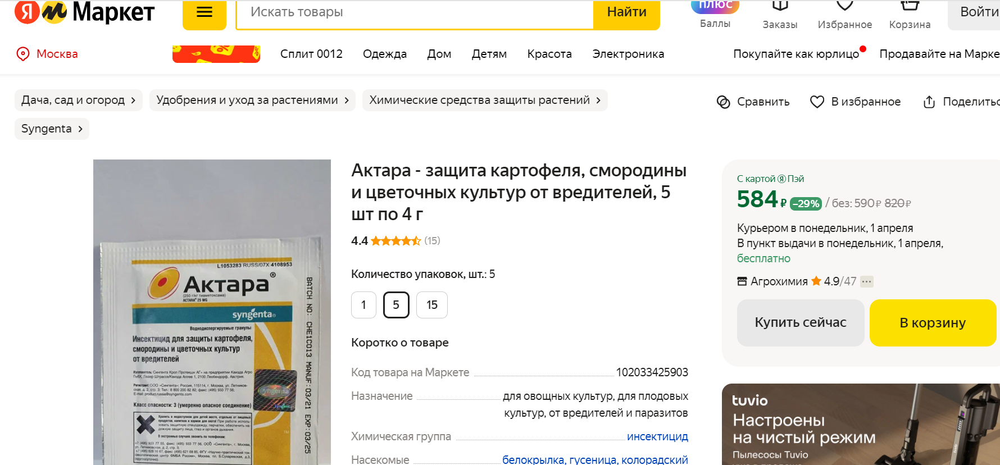 Я м Маркет
Искать товары
Найти
плюс
Баллы
Заказы
Избранное
Корзина
Войти
Москва
Сплит 0012
Одежда
Дом
Детям
Красота
Электроника
Покупайте как юрлицо
Продавайте на Марке
Дача, сад и огород
Удобрения и уход за растениями
Химические средства защиты растений
Сравнить
В избранное
Поделитьс
Syngenta
L1053283 RUSS/07X 4108953
Актара®
(250 г/кг тиаметоксама)
ACTARA® 25 WG
syngenta®
Воднодиспергируемые гранулы
Инсектицид для защиты картофеля,
смородины и цветочных культур
от вредителей
Класс опасности: 3 (умеренно опасное соединение)
BATCH NO: CHE1C013 MANUF:03/21 EXP:03/25
Актара - защита картофеля, смородины
и цветочных культур от вредителей, 5
шт по 4 г
4.4 (15)
Количество упаковок, шт.: 5
1
5
15
Коротко о товаре
Код товара на Маркете 102033425903
Назначение для овощных культур, для плодовых
культур, от вредителей и паразитов
Химическая группа инсектицид
Насекомые белокрылка, гусеница, колорадский
С картой Я Пэй
584 ₽ –29% / без: 590 ₽ 820 ₽
Курьером в понедельник, 1 апреля
В пункт выдачи в понедельник, 1 апреля,
бесплатно
Агрохимия 4.9/47 ···
Купить сейчас
В корзину
tuvio
Настроены
на чистый режим
Пылесосы Tuvio